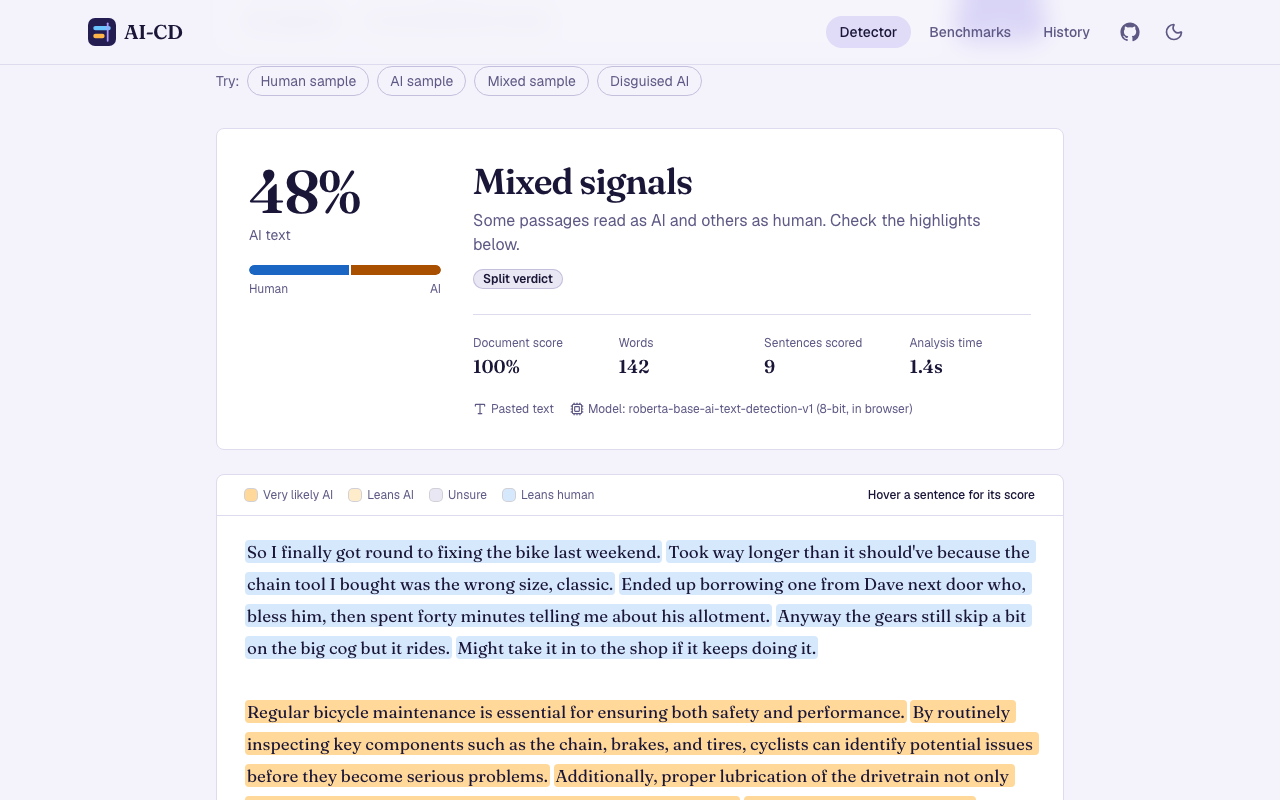 AI-CD
Detector
Benchmarks
History
Try:
Human sample
AI sample
Mixed sample
Disguised AI
48%
AI text
Human
AI
Mixed signals
Some passages read as AI and others as human. Check the highlights
below.
Split verdict
Document score
100%
Words
142
Sentences scored
9
Analysis time
1.4s
Pasted text
Model: roberta-base-ai-text-detection-v1 (8-bit, in browser)
Very likely AI
Leans AI
Unsure
Leans human
Hover a sentence for its score
So I finally got round to fixing the bike last weekend. Took way longer than it should've because the
chain tool I bought was the wrong size, classic. Ended up borrowing one from Dave next door who,
bless him, then spent forty minutes telling me about his allotment. Anyway the gears still skip a bit
on the big cog but it rides. Might take it in to the shop if it keeps doing it.
Regular bicycle maintenance is essential for ensuring both safety and performance. By routinely
inspecting key components such as the chain, brakes, and tires, cyclists can identify potential issues
before they become serious problems. Additionally, proper lubrication of the drivetrain not only